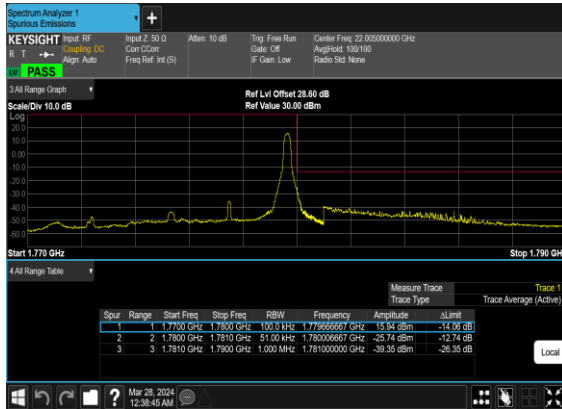 Spectrum Analyzer 1
Spurious Emissions
KEYSIGHT
R T
Input: RF
Coupling: DC
Align: Auto
Input Z: 50 Ω
Corr CCorr
Freq Ref: Int (S)
Atten: 10 dB
Trig: Free Run
Gate: Off
IF Gain: Low
Center Freq: 22.005000000 GHz
Avg|Hold: 100/100
Radio Std: None
PASS
3 All Range Graph
Scale/Div 10.0 dB
Ref Lvl Offset 28.60 dB
Ref Value 30.00 dBm
Log
20.0
10.0
0.00
-10.0
-20.0
-30.0
-40.0
-50.0
-60.0
Start 1.770 GHz
Stop 1.790 GH
4 All Range Table
Measure Trace Trace 1
Trace Type Trace Average (Active)
Spur Range Start Freq Stop Freq RBW Frequency Amplitude ΔLimit
1 1 1.7700 GHz 1.7800 GHz 100.0 kHz 1.779666667 GHz 15.94 dBm -14.06 dB
2 2 1.7800 GHz 1.7810 GHz 51.00 kHz 1.780006667 GHz -25.74 dBm -12.74 dB
3 3 1.7810 GHz 1.7900 GHz 1.000 MHz 1.781000000 GHz -39.35 dBm -26.35 dB
Local
?
Mar 28, 2024
12:38:45 AM